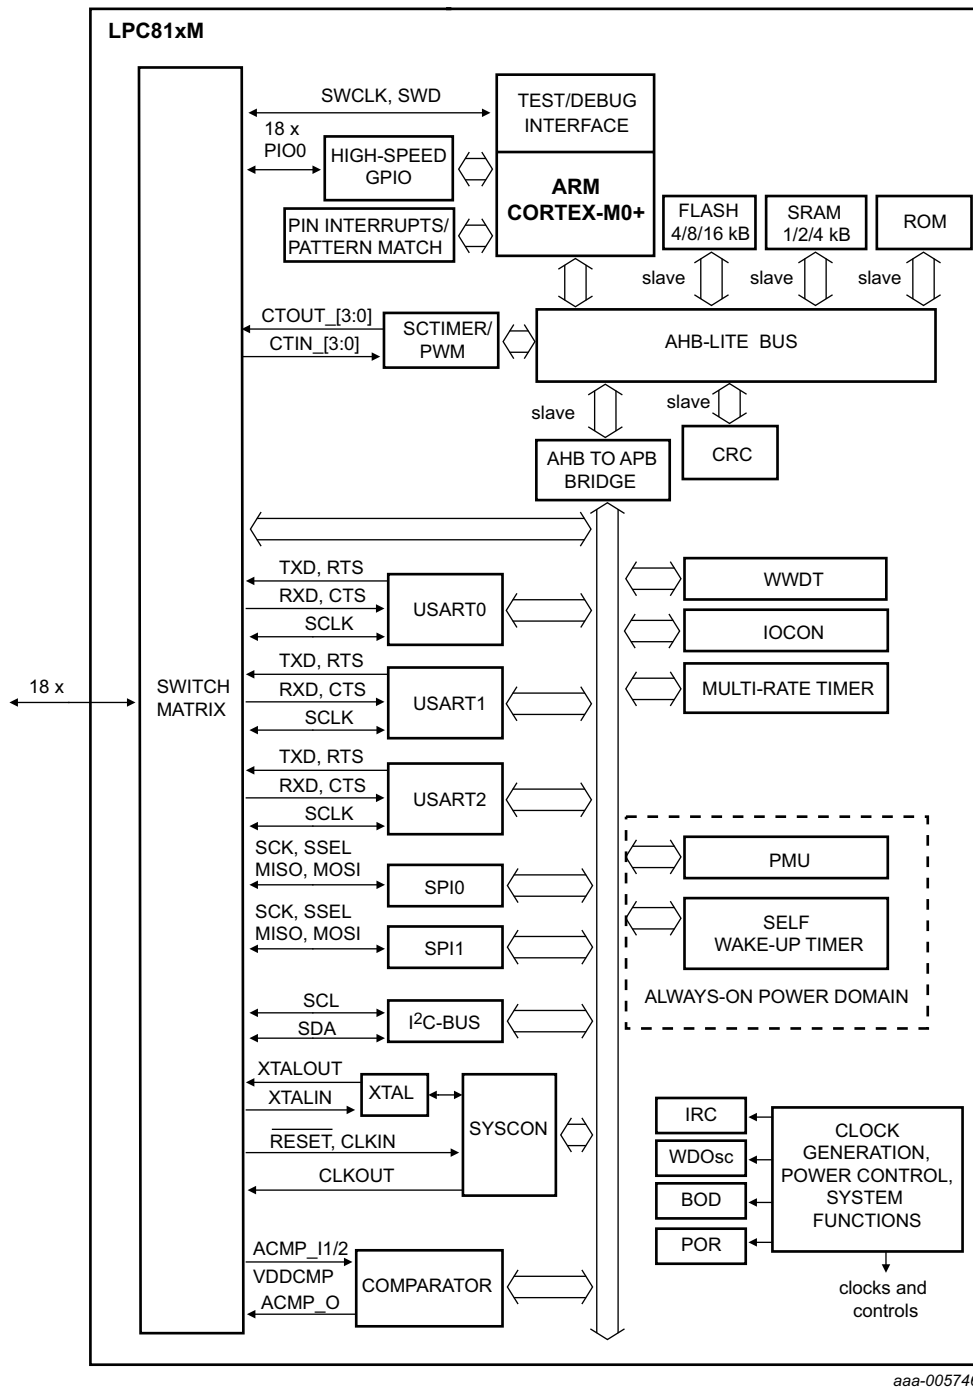 LPC81xM
SWCLK, SWD
TEST/DEBUG
INTERFACE
18 x
PIO0
HIGH-SPEED
GPIO
ARM
CORTEX-M0+
PIN INTERRUPTS/
PATTERN MATCH
FLASH
4/8/16 kB
SRAM
1/2/4 kB
ROM
slave
slave
slave
CTOUT_[3:0]
CTIN_[3:0]
SCTIMER/
PWM
AHB-LITE BUS
slave
slave
AHB TO APB
BRIDGE
CRC
TXD, RTS
RXD, CTS
SCLK
USART0
WWDT
IOCON
18 x
SWITCH
MATRIX
TXD, RTS
RXD, CTS
SCLK
USART1
MULTI-RATE TIMER
TXD, RTS
RXD, CTS
SCLK
USART2
SCK, SSEL
MISO, MOSI
SPI0
PMU
SCK, SSEL
MISO, MOSI
SPI1
SELF
WAKE-UP TIMER
ALWAYS-ON POWER DOMAIN
SCL
SDA
I2C-BUS
XTALOUT
XTALIN
XTAL
RESET, CLKIN
CLKOUT
SYSCON
IRC
WDOsc
BOD
POR
CLOCK
GENERATION,
POWER CONTROL,
SYSTEM
FUNCTIONS
clocks and
controls
ACMP_I1/2
VDDCMP
ACMP_O
COMPARATOR